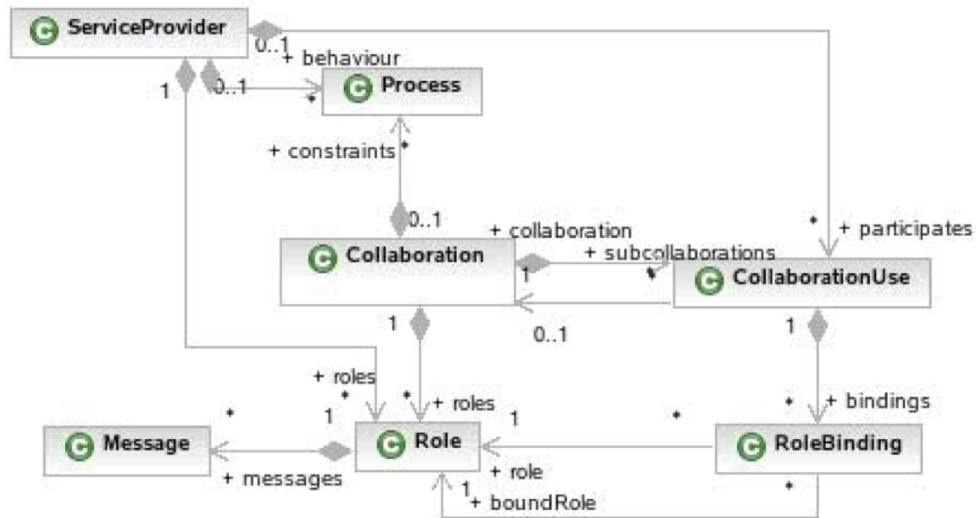 C ServiceProvider
0..1
1
0..1
+ behaviour
*
C Process
+ constraints *
0..1
+ collaboration
*
+ participates
C Collaboration
+ subcollaborations
1
*
C CollaborationUse
1
0..1
1
+ roles
*
*
+ roles
*
+ bindings
*
1
1
*
C Message
C Role
C RoleBinding
+ messages
+ role
1
+ boundRole
*